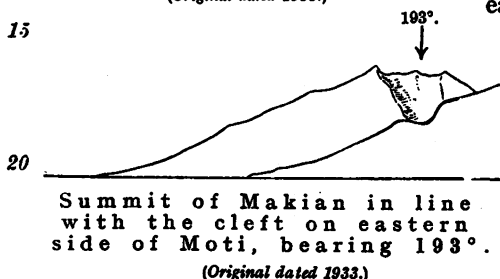 193°.
15
20
Summit of Makian in line
with the cleft on eastern
side of Moti, bearing 193°.
(Original dated 1933.)